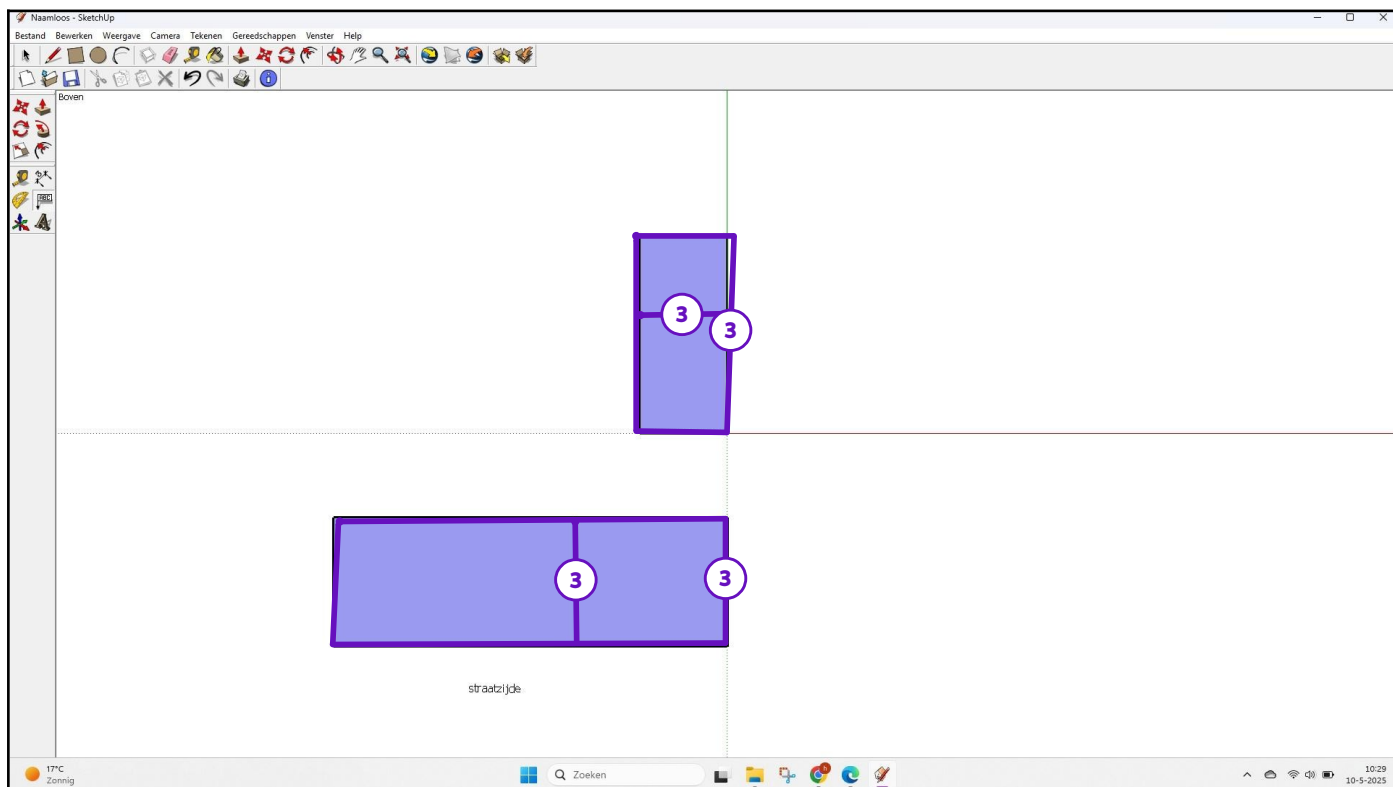 Naamloos - SketchUp
Bestand Bewerken Weergave Camera Tekenen Gereedschappen Venster Help
Boven
ABC
3
3
3
3
straatzijde
17°C
Zonnig
Zoeken
10:29
10-5-2025